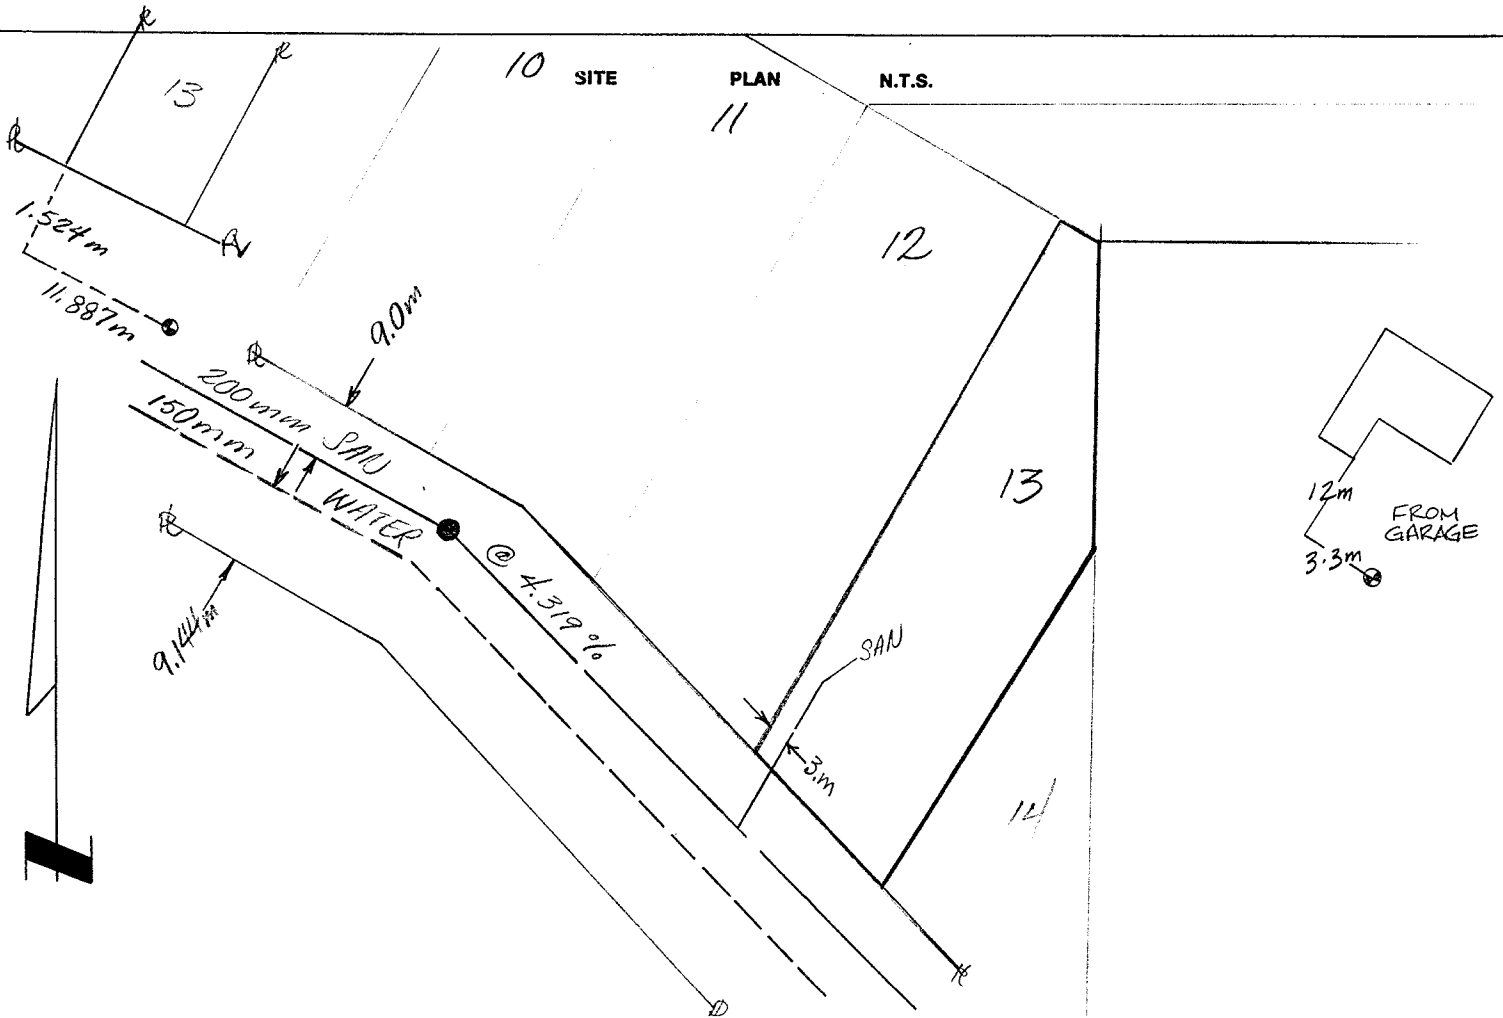 SITE PLAN N.T.S.
10
11
12
13
14
13
1.524m
11.887m
9.0m
200mm SAN
150mm WATER
@ 4.319%
9.144m
SAN
3.m
12m
FROM
GARAGE
3.3m